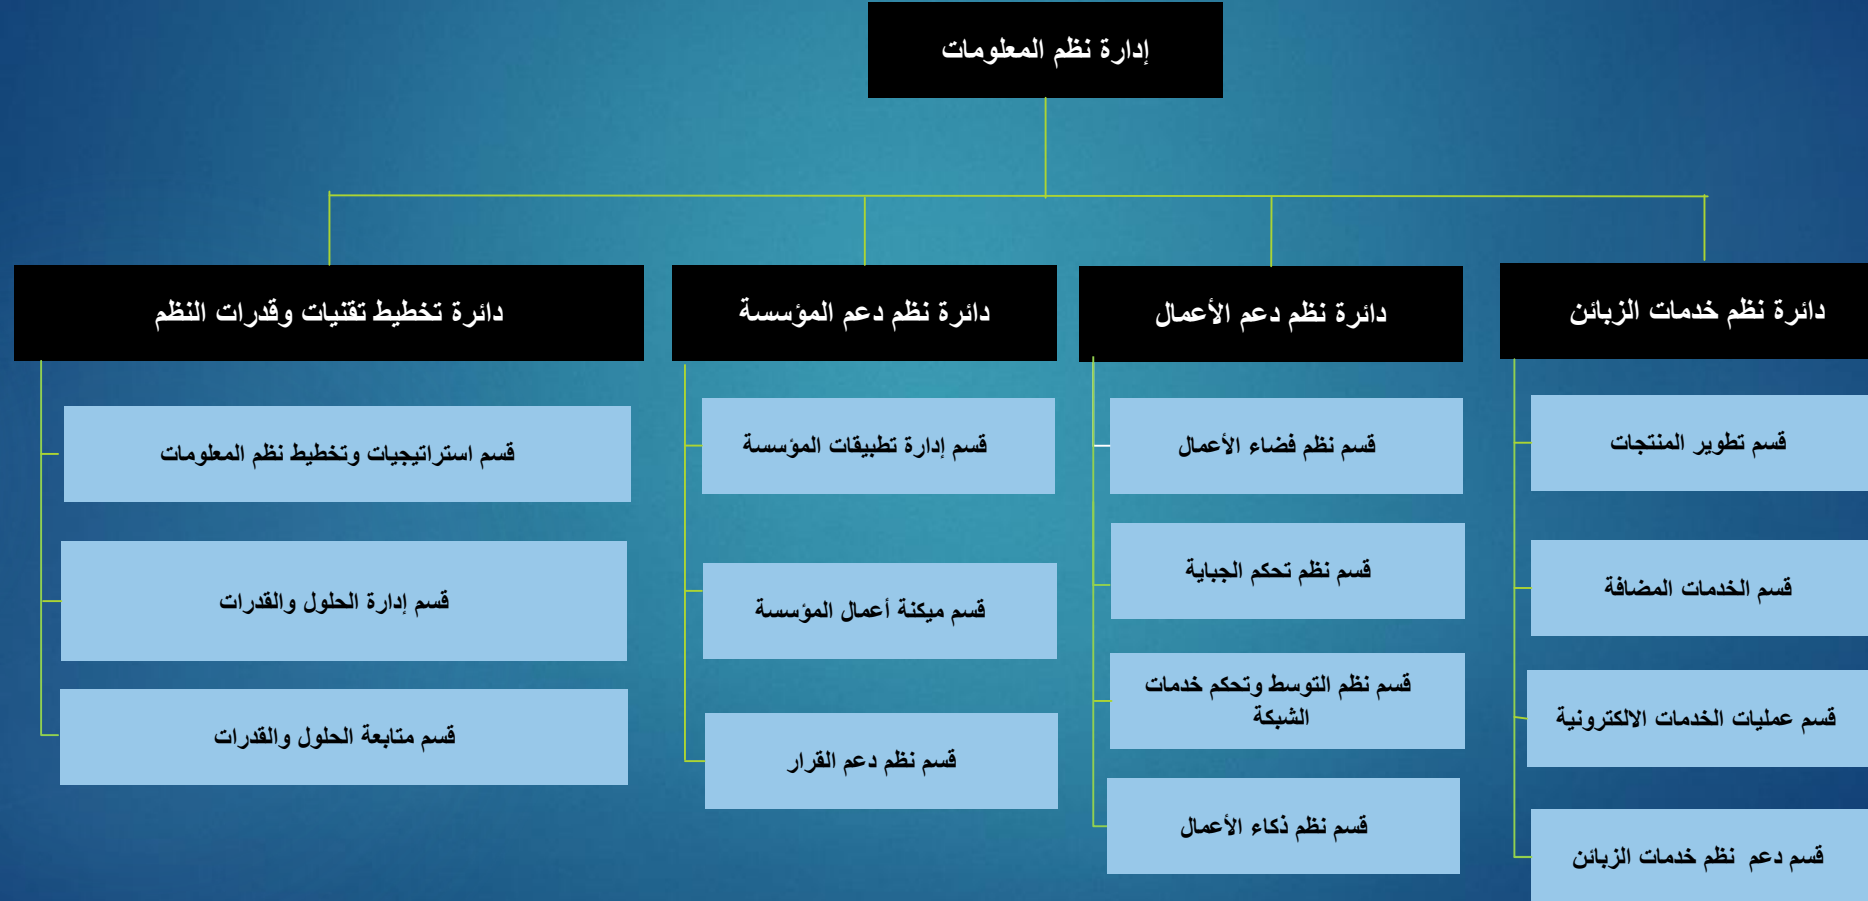 إدارة نظم المعلومات
دائرة نظم خدمات الزبائن
دائرة نظم دعم الأعمال
دائرة نظم دعم المؤسسة
دائرة تخطيط تقنيات وقدرات النظم
قسم تطوير المنتجات
قسم الخدمات المضافة
قسم عمليات الخدمات الالكترونية
قسم دعم نظم خدمات الزبائن
قسم نظم فضاء الأعمال
قسم نظم تحكم الجباية
قسم نظم التوسط وتحكم خدمات
الشبكة
قسم نظم ذكاء الأعمال
قسم إدارة تطبيقات المؤسسة
قسم ميكنة أعمال المؤسسة
قسم نظم دعم القرار
قسم استراتيجيات وتخطيط نظم المعلومات
قسم إدارة الحلول والقدرات
قسم متابعة الحلول والقدرات